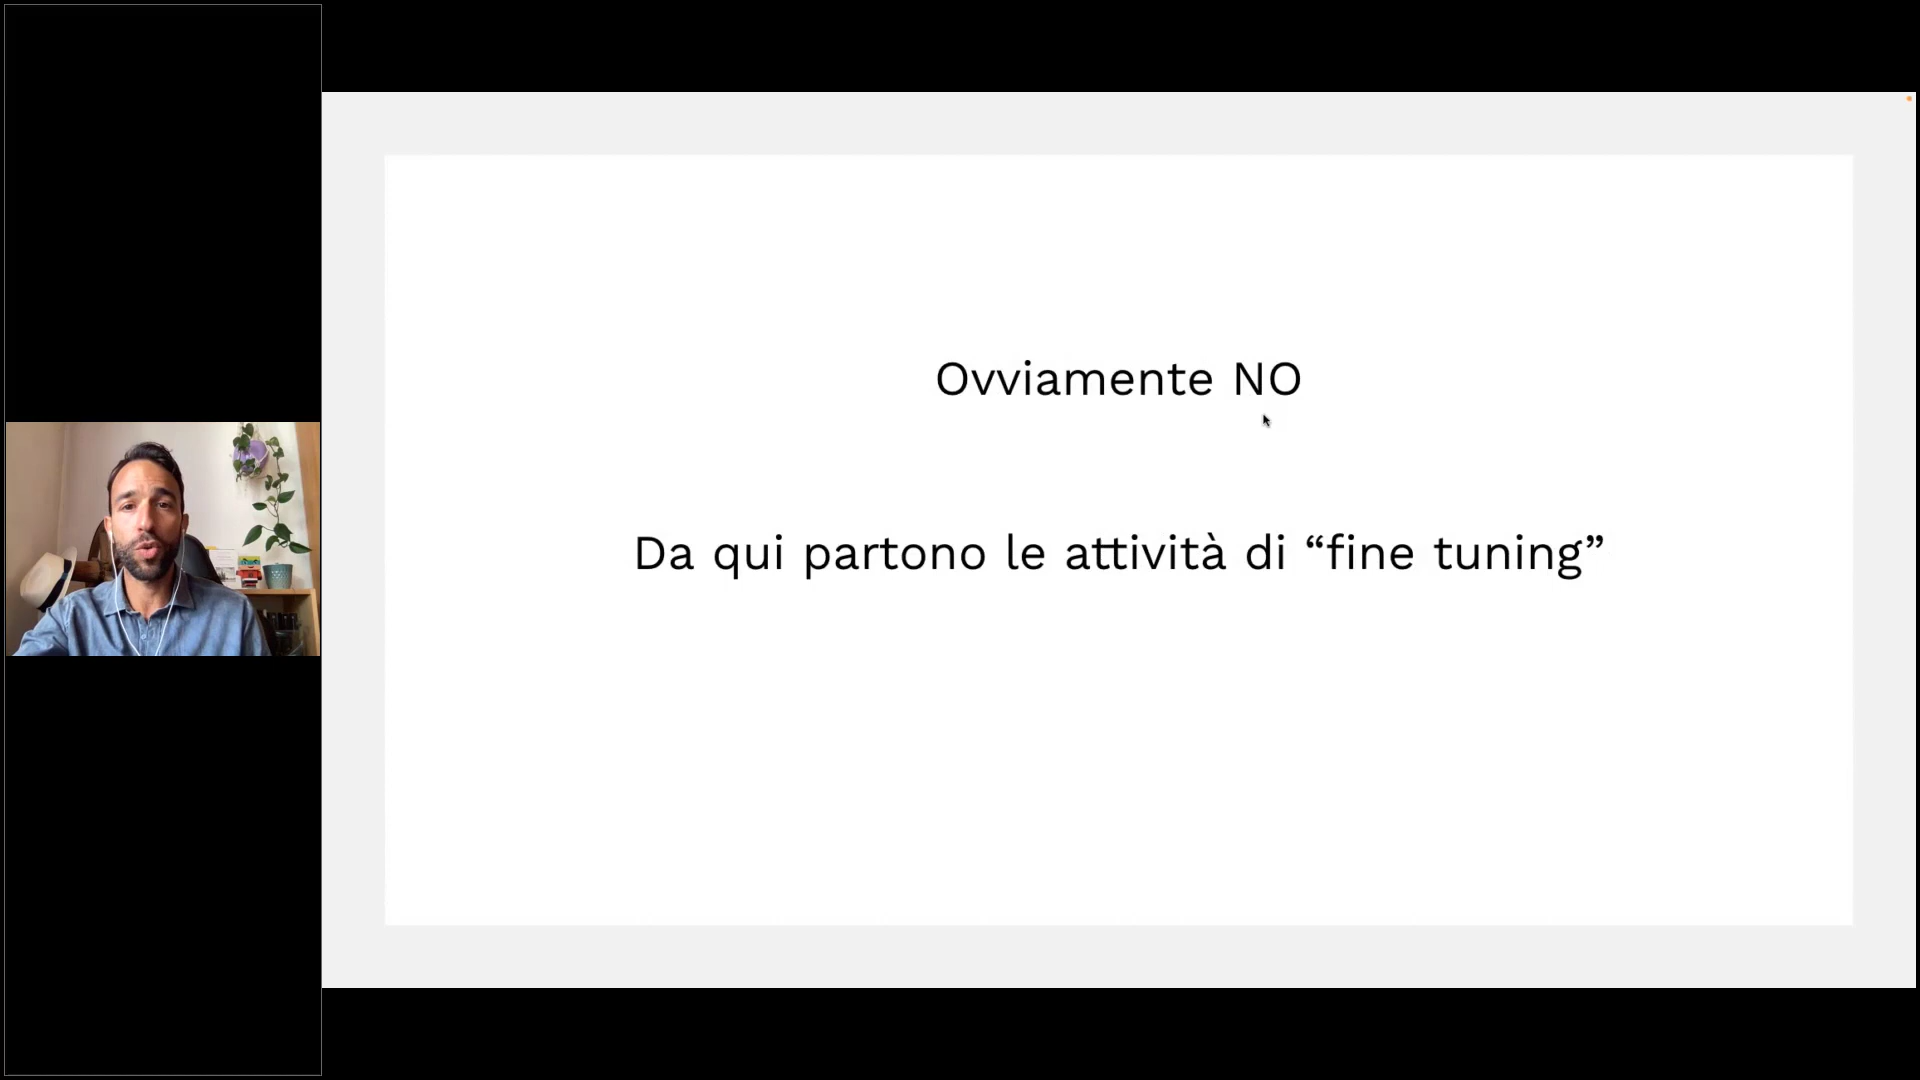 Ovviamente NO
Da qui partono le attività di “fine tuning”